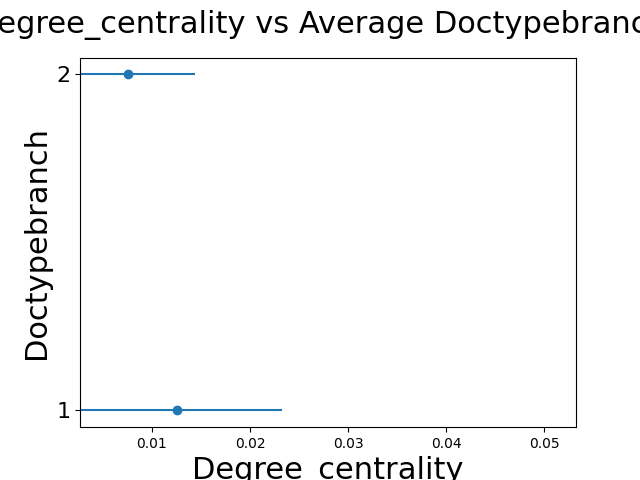 egree_centrality vs Average Doctypebranc
2
Doctypebranch
1
0.01 0.02 0.03 0.04 0.05
Degree_centrality